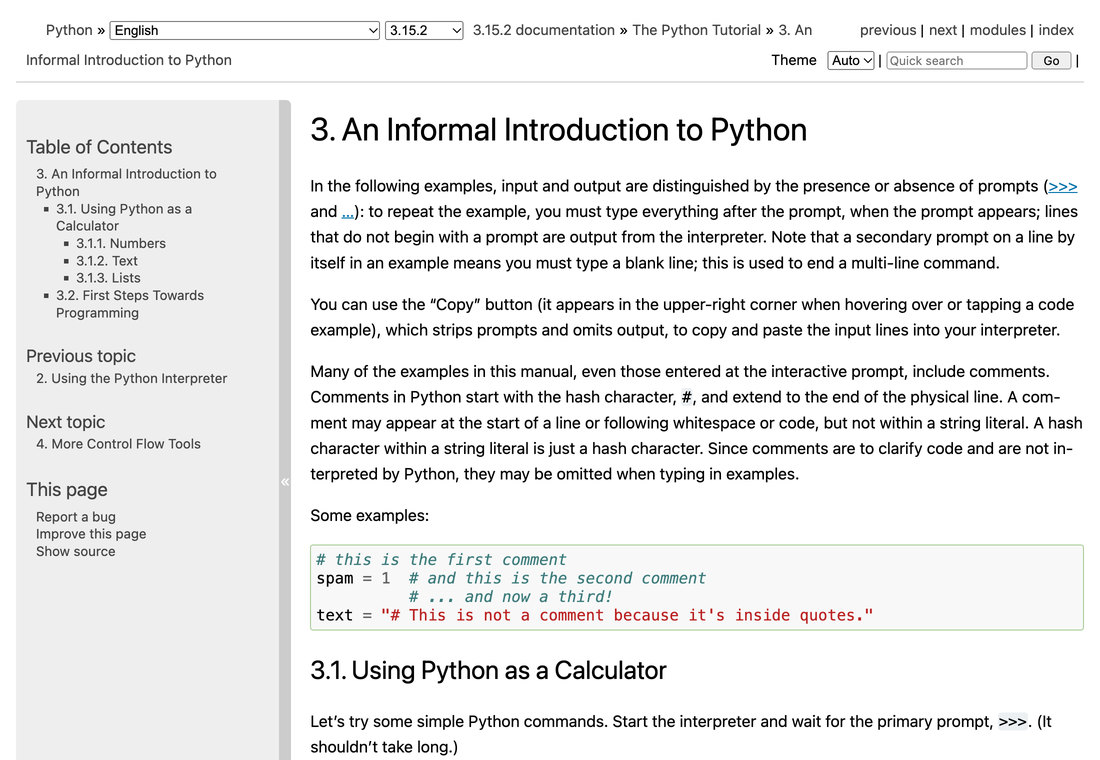 Python » English 3.15.2 3.15.2 documentation » The Python Tutorial » 3. An previous | next | modules | index
Informal Introduction to Python Theme Auto | Quick search Go |
Table of Contents
3. An Informal Introduction to
Python
3.1. Using Python as a
Calculator
3.1.1. Numbers
3.1.2. Text
3.1.3. Lists
3.2. First Steps Towards
Programming
Previous topic
2. Using the Python Interpreter
Next topic
4. More Control Flow Tools
This page
Report a bug
Improve this page
Show source
«
3. An Informal Introduction to Python
In the following examples, input and output are distinguished by the presence or absence of prompts (>>>
and ...): to repeat the example, you must type everything after the prompt, when the prompt appears; lines
that do not begin with a prompt are output from the interpreter. Note that a secondary prompt on a line by
itself in an example means you must type a blank line; this is used to end a multi-line command.
You can use the “Copy” button (it appears in the upper-right corner when hovering over or tapping a code
example), which strips prompts and omits output, to copy and paste the input lines into your interpreter.
Many of the examples in this manual, even those entered at the interactive prompt, include comments.
Comments in Python start with the hash character, #, and extend to the end of the physical line. A com-
ment may appear at the start of a line or following whitespace or code, but not within a string literal. A hash
character within a string literal is just a hash character. Since comments are to clarify code and are not in-
terpreted by Python, they may be omitted when typing in examples.
Some examples:
# this is the first comment
spam = 1  # and this is the second comment
          # ... and now a third!
text = "# This is not a comment because it's inside quotes."
3.1. Using Python as a Calculator
Let’s try some simple Python commands. Start the interpreter and wait for the primary prompt, >>>. (It
shouldn’t take long.)